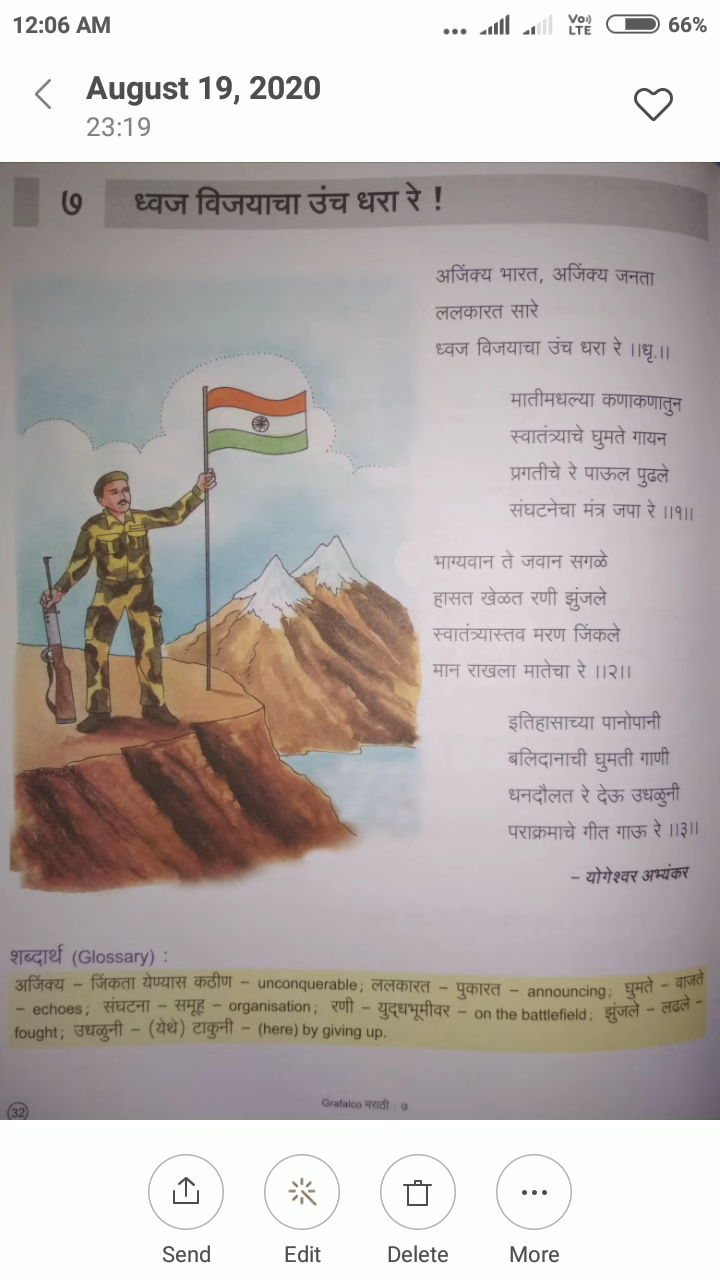 12:06 AM
Vo))
LTE
66%
August 19, 2020
23:19
७ ध्वज विजयाचा उंच धरा रे !
अजिंक्य भारत, अजिंक्य जनता
ललकारत सारे
ध्वज विजयाचा उंच धरा रे ।।धृ.।।
मातीमधल्या कणाकणातुन
स्वातंत्र्याचे घुमते गायन
प्रगतीचे रे पाऊल पुढले
संघटनेचा मंत्र जपा रे ।।१।।
भाग्यवान ते जवान सगळे
हासत खेळत रणी झुंजले
स्वातंत्र्यास्तव मरण जिंकले
मान राखला मातेचा रे ।।२।।
इतिहासाच्या पानोपानी
बलिदानाची घुमती गाणी
धनदौलत रे देऊ उधळुनी
पराक्रमाचे गीत गाऊ रे ।।३।।
– योगेश्वर अभ्यंकर
शब्दार्थ (Glossary) :
अजिंक्य – जिंकता येण्यास कठीण – unconquerable; ललकारत – पुकारत – announcing; घुमते – वाजते
– echoes; संघटना – समूह – organisation; रणी – युद्धभूमीवर – on the battlefield; झुंजले – लढले –
fought; उधळुनी – (येथे) टाकुनी – (here) by giving up.
32
Grafalco मराठी : ७
Send Edit Delete More